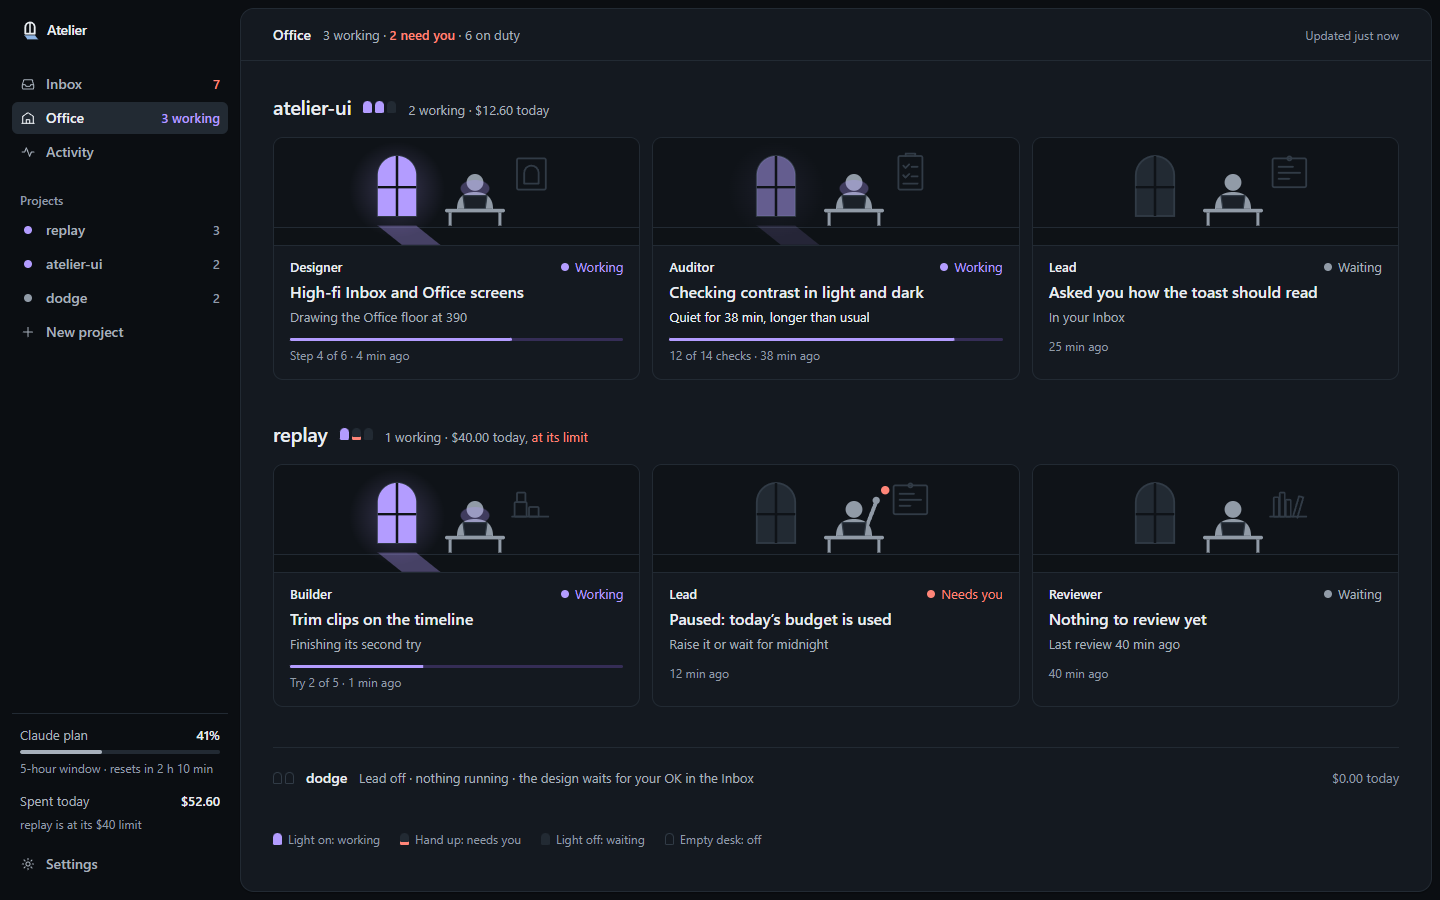 Atelier
Inbox 7
Office 3 working
Activity
Projects
replay 3
atelier-ui 2
dodge 2
New project
Claude plan 41%
5-hour window · resets in 2 h 10 min
Spent today $52.60
replay is at its $40 limit
Settings
Office 3 working · 2 need you · 6 on duty
Updated just now
atelier-ui 2 working · $12.60 today
Designer Working
High-fi Inbox and Office screens
Drawing the Office floor at 390
Step 4 of 6 · 4 min ago
Auditor Working
Checking contrast in light and dark
Quiet for 38 min, longer than usual
12 of 14 checks · 38 min ago
Lead Waiting
Asked you how the toast should read
In your Inbox
25 min ago
replay 1 working · $40.00 today, at its limit
Builder Working
Trim clips on the timeline
Finishing its second try
Try 2 of 5 · 1 min ago
Lead Needs you
Paused: today’s budget is used
Raise it or wait for midnight
12 min ago
Reviewer Waiting
Nothing to review yet
Last review 40 min ago
40 min ago
dodge Lead off · nothing running · the design waits for your OK in the Inbox $0.00 today
Light on: working Hand up: needs you Light off: waiting Empty desk: off